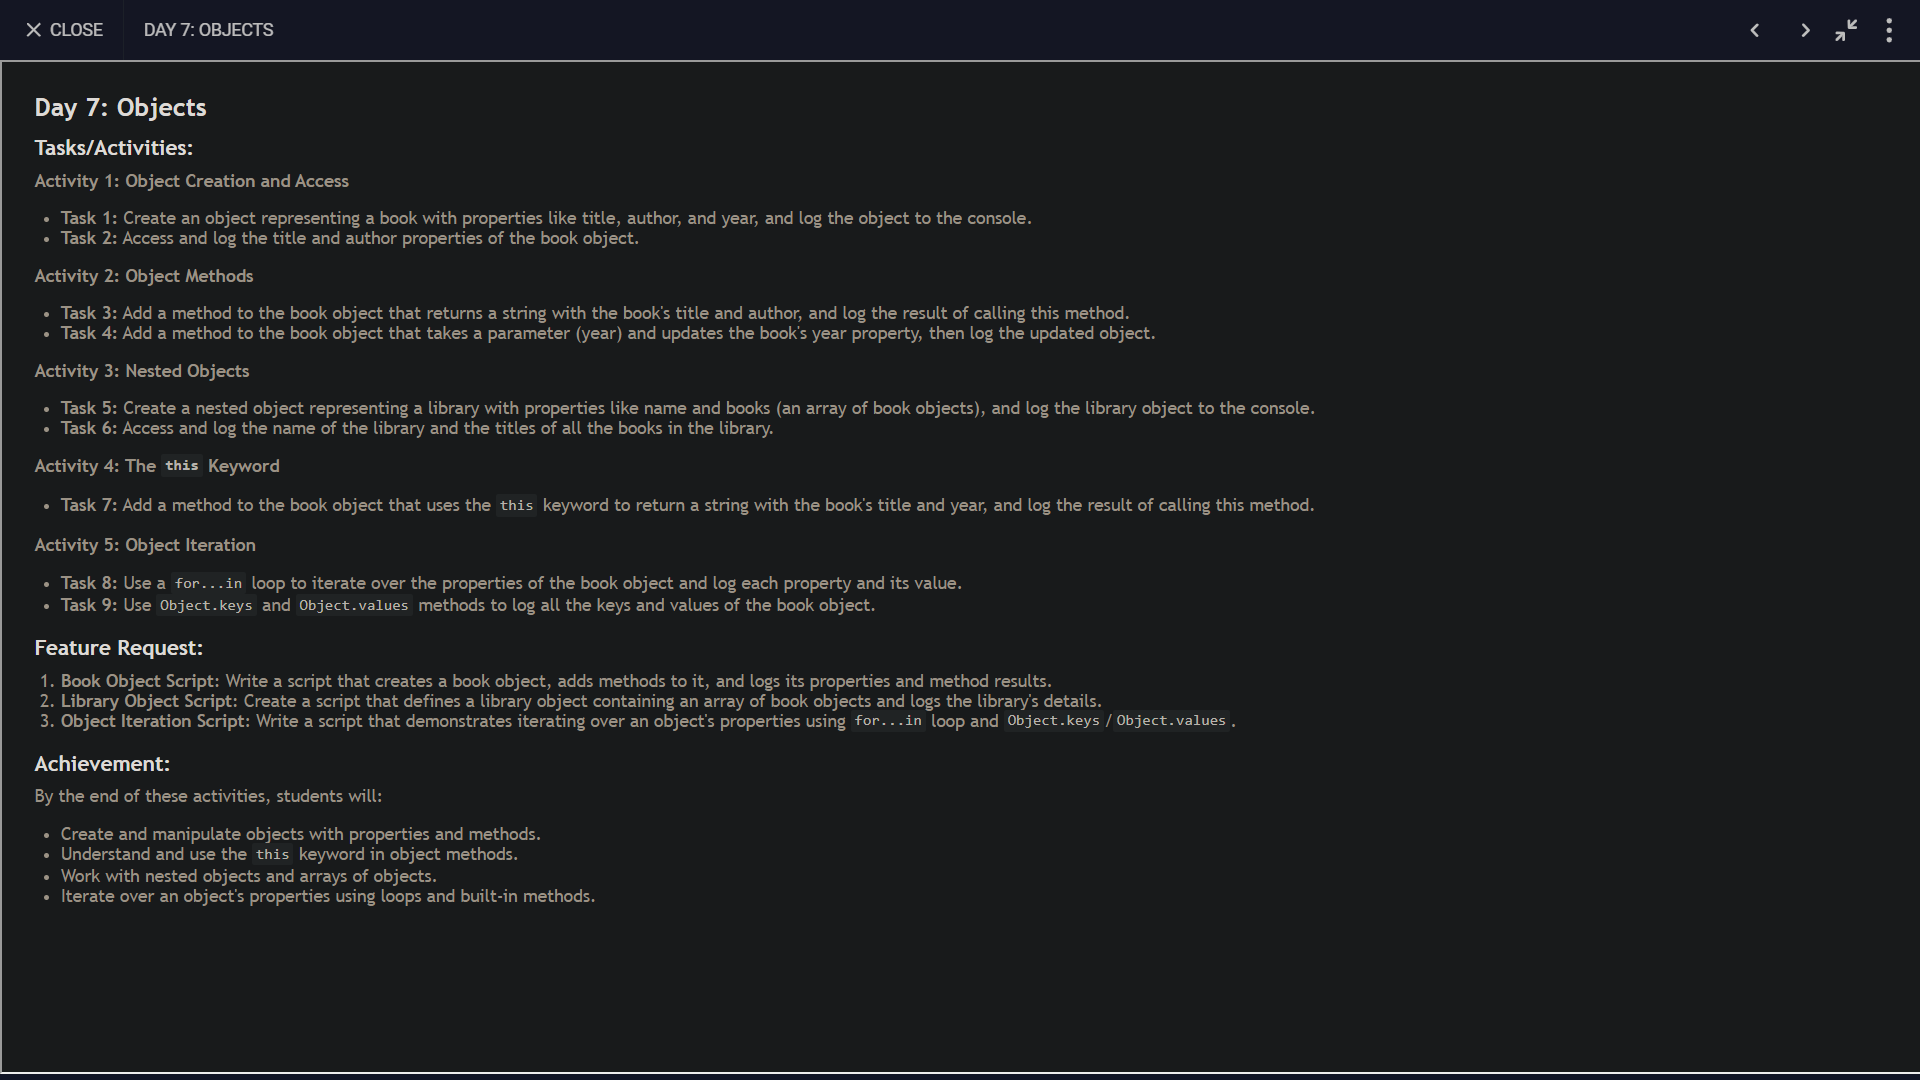 CLOSE DAY 7: OBJECTS
Day 7: Objects
Tasks/Activities:
Activity 1: Object Creation and Access
Task 1: Create an object representing a book with properties like title, author, and year, and log the object to the console.
Task 2: Access and log the title and author properties of the book object.
Activity 2: Object Methods
Task 3: Add a method to the book object that returns a string with the book's title and author, and log the result of calling this method.
Task 4: Add a method to the book object that takes a parameter (year) and updates the book's year property, then log the updated object.
Activity 3: Nested Objects
Task 5: Create a nested object representing a library with properties like name and books (an array of book objects), and log the library object to the console.
Task 6: Access and log the name of the library and the titles of all the books in the library.
Activity 4: The this Keyword
Task 7: Add a method to the book object that uses the this keyword to return a string with the book's title and year, and log the result of calling this method.
Activity 5: Object Iteration
Task 8: Use a for...in loop to iterate over the properties of the book object and log each property and its value.
Task 9: Use Object.keys and Object.values methods to log all the keys and values of the book object.
Feature Request:
1. Book Object Script: Write a script that creates a book object, adds methods to it, and logs its properties and method results.
2. Library Object Script: Create a script that defines a library object containing an array of book objects and logs the library's details.
3. Object Iteration Script: Write a script that demonstrates iterating over an object's properties using for...in loop and Object.keys/Object.values.
Achievement:
By the end of these activities, students will:
Create and manipulate objects with properties and methods.
Understand and use the this keyword in object methods.
Work with nested objects and arrays of objects.
Iterate over an object's properties using loops and built-in methods.